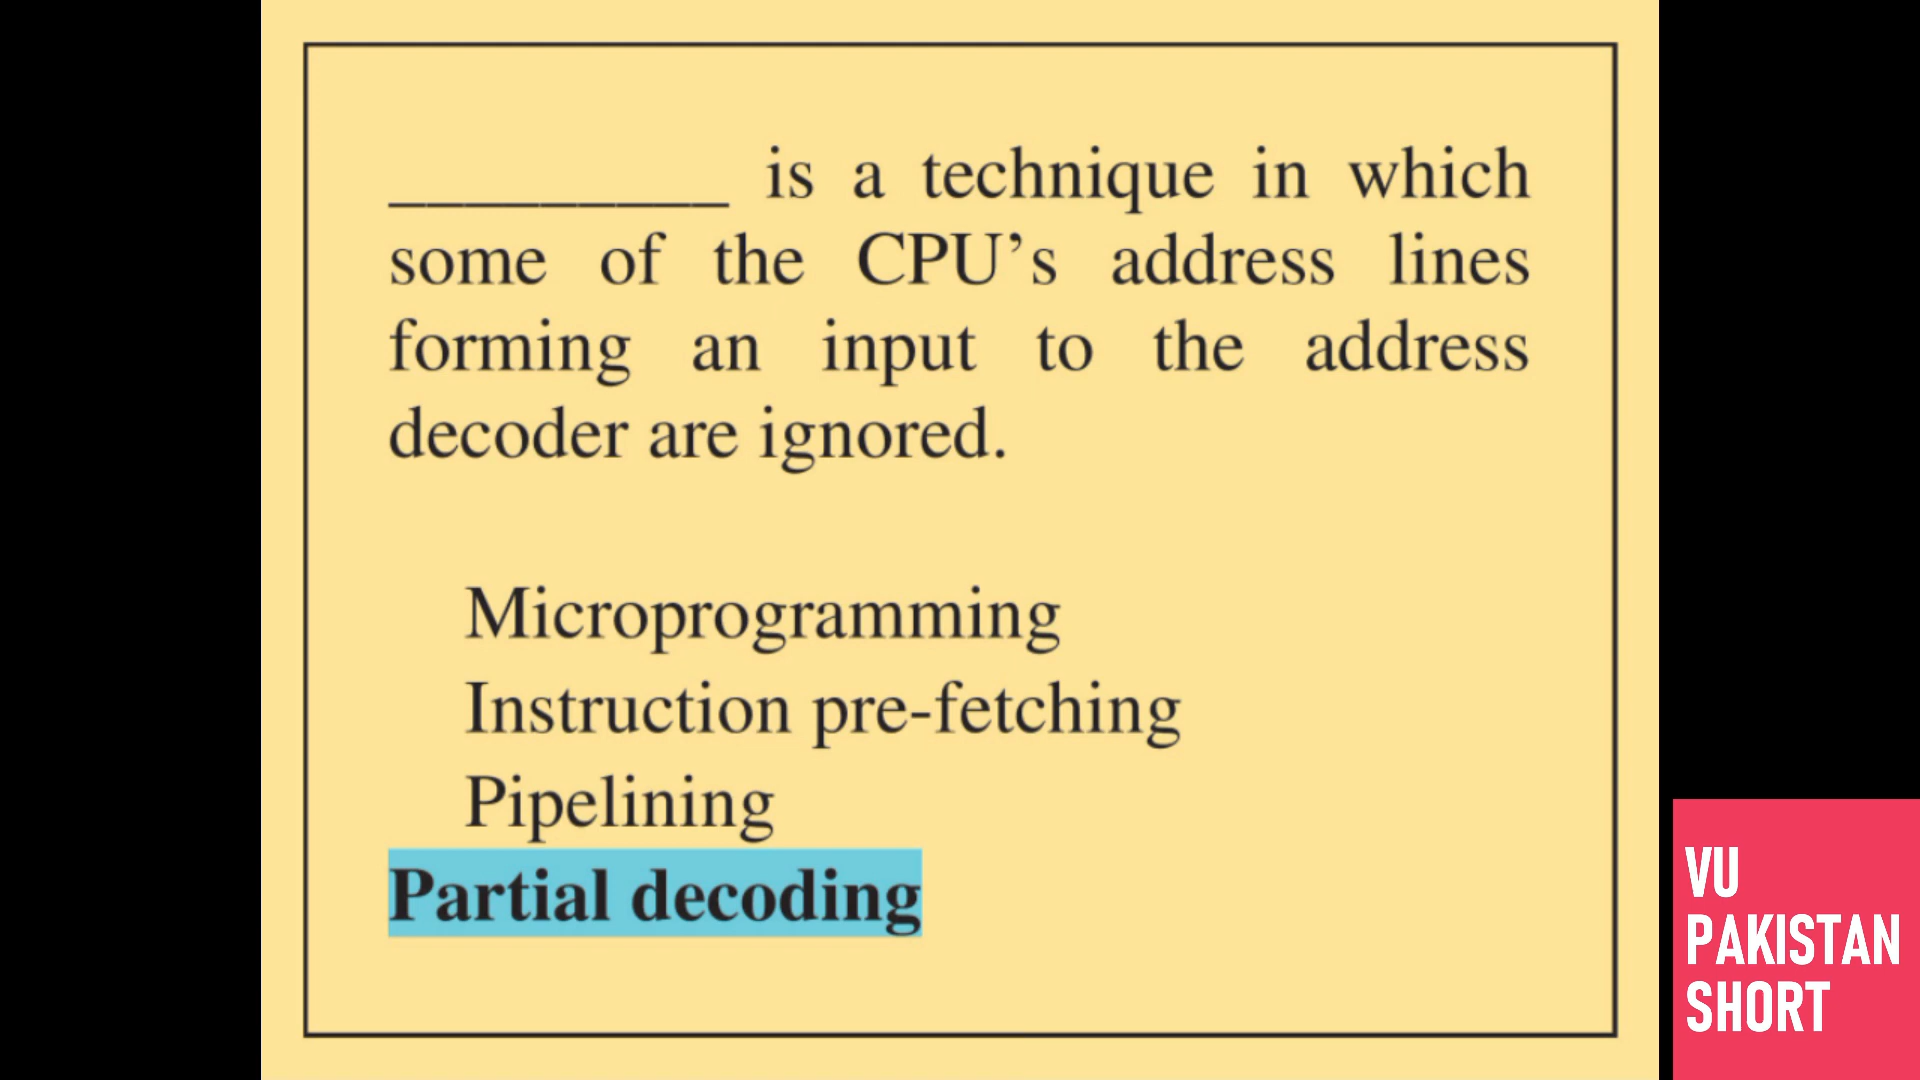 _________ is a technique in which
some of the CPU’s address lines
forming an input to the address
decoder are ignored.
Microprogramming
Instruction pre-fetching
Pipelining
Partial decoding
VU
PAKISTAN
SHORT